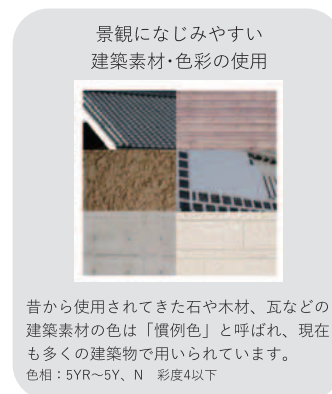 景観になじみやすい
建築素材･色彩の使用
昔から使用されてきた石や木材、瓦などの
建築素材の色は「慣例色」と呼ばれ、現在
も多くの建築物で用いられています。
色相：5YR～5Y、N　彩度4以下